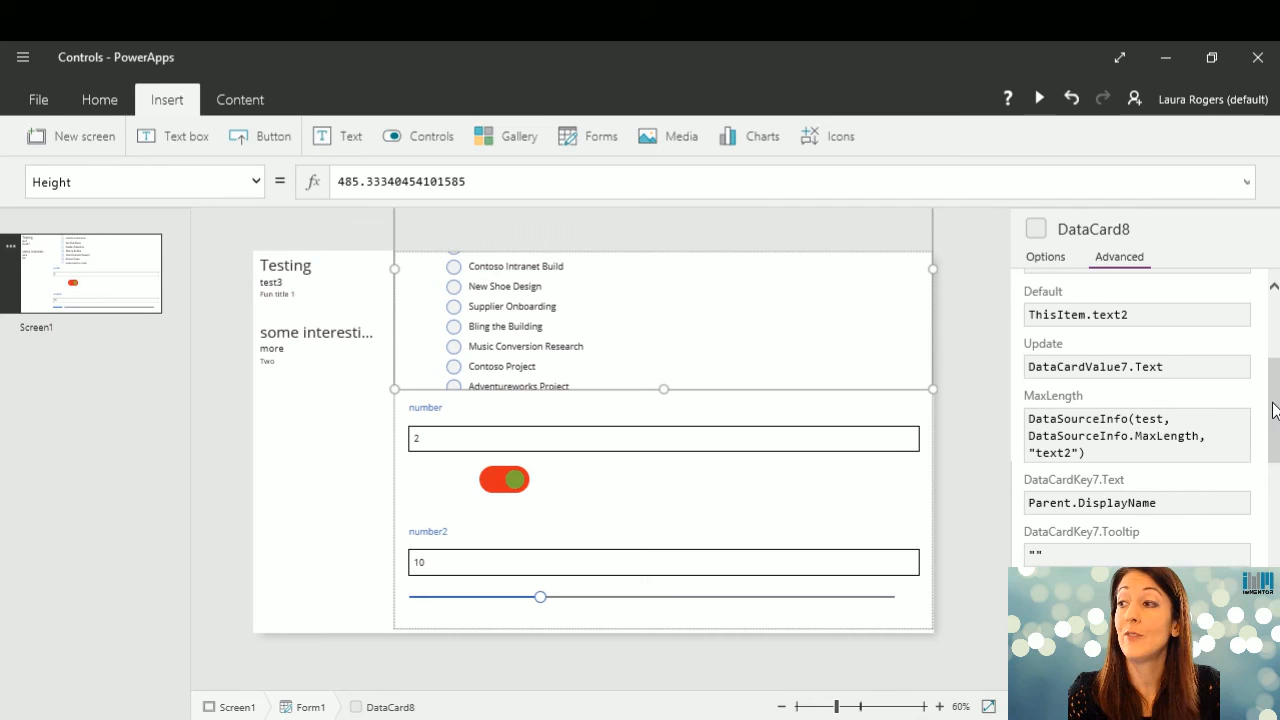 Controls - PowerApps
File Home Insert Content
? Laura Rogers (default)
New screen Text box Button Text Controls Gallery Forms Media Charts Icons
Height = fx 485.33340454101585
DataCard8
Options Advanced
Testing
test3
Fun title 1
some interesti...
more
Two
Contoso Intranet Build
New Shoe Design
Supplier Onboarding
Bling the Building
Music Conversion Research
Contoso Project
Adventureworks Project
number
2
number2
10
Default
ThisItem.text2
Update
DataCardValue7.Text
MaxLength
DataSourceInfo(test,
DataSourceInfo.MaxLength,
"text2")
DataCardKey7.Text
Parent.DisplayName
DataCardKey7.Tooltip
""
Screen1
Screen1 Form1 DataCard8
60%